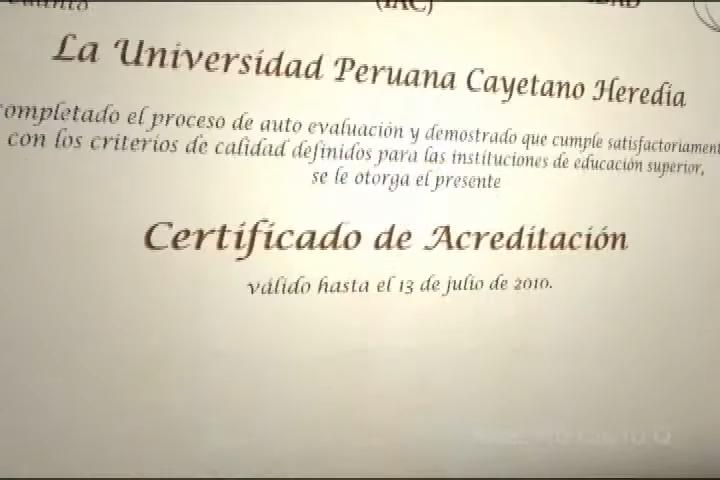 (IAC)
La Universidad Peruana Cayetano Heredia
completado el proceso de auto evaluación y demostrado que cumple satisfactoriament
con los criterios de calidad definidos para las instituciones de educación superior,
se le otorga el presente
Certificado de Acreditación
válido hasta el 13 de julio de 2010.